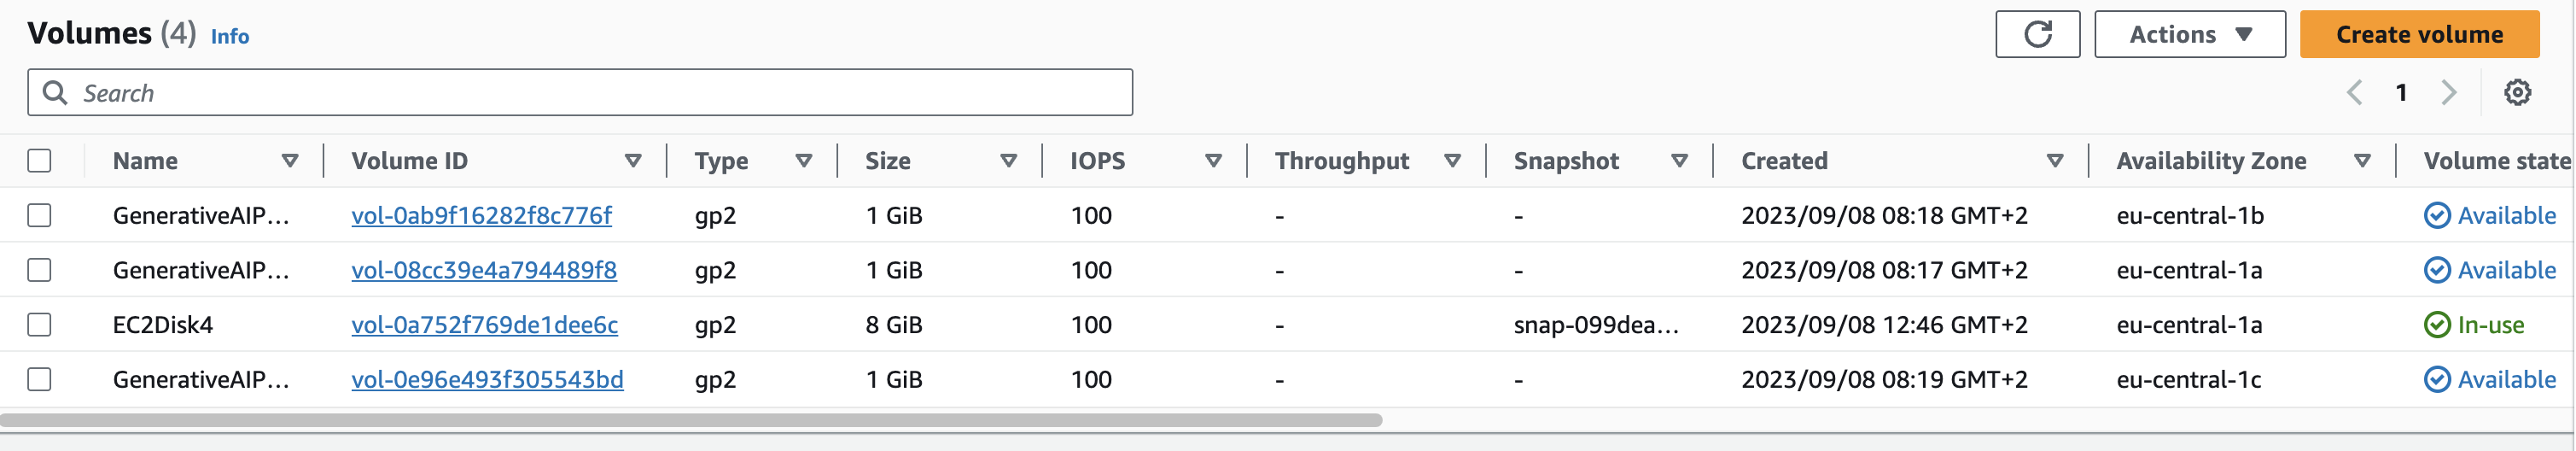 Volumes (4) Info
Actions
Create volume
Search
1
Name Volume ID Type Size IOPS Throughput Snapshot Created Availability Zone Volume state
GenerativeAIP... vol-0ab9f16282f8c776f gp2 1 GiB 100 - - 2023/09/08 08:18 GMT+2 eu-central-1b Available
GenerativeAIP... vol-08cc39e4a794489f8 gp2 1 GiB 100 - - 2023/09/08 08:17 GMT+2 eu-central-1a Available
EC2Disk4 vol-0a752f769de1dee6c gp2 8 GiB 100 - snap-099dea... 2023/09/08 12:46 GMT+2 eu-central-1a In-use
GenerativeAIP... vol-0e96e493f305543bd gp2 1 GiB 100 - - 2023/09/08 08:19 GMT+2 eu-central-1c Available